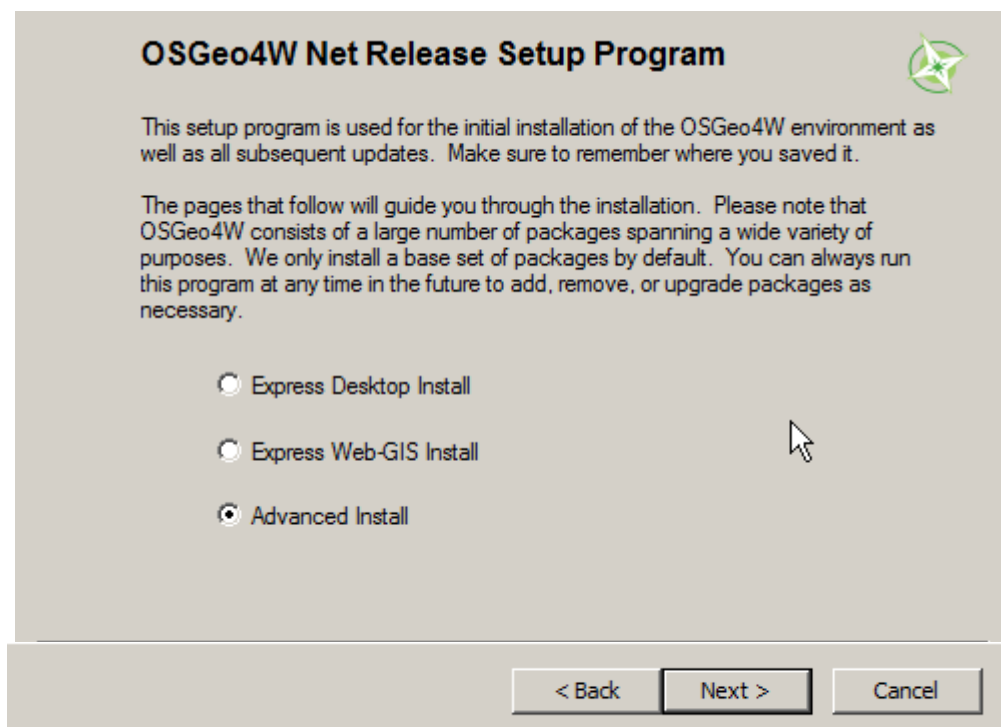 OSGeo4W Net Release Setup Program
This setup program is used for the initial installation of the OSGeo4W environment as
well as all subsequent updates.  Make sure to remember where you saved it.
The pages that follow will guide you through the installation.  Please note that
OSGeo4W consists of a large number of packages spanning a wide variety of
purposes.  We only install a base set of packages by default.  You can always run
this program at any time in the future to add, remove, or upgrade packages as
necessary.
Express Desktop Install
Express Web-GIS Install
Advanced Install
< Back
Next >
Cancel